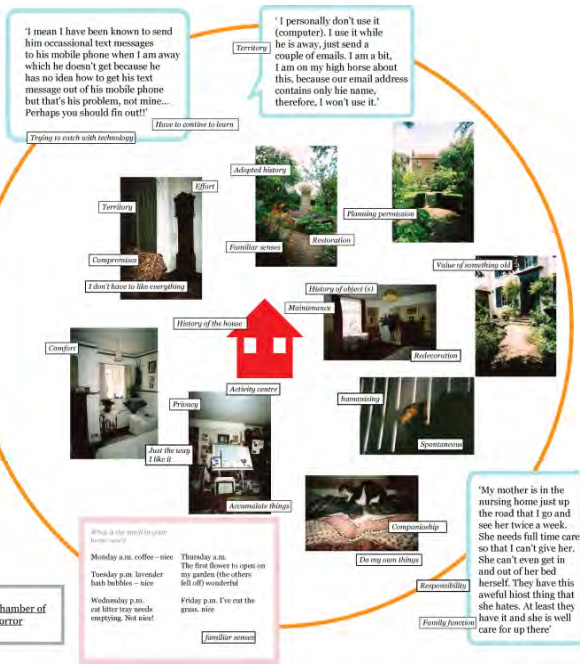 'I mean I have been known to send
him occassional text messages
to his mobile phone when I am away
which he doesn't get because he
has no idea how to get his text
message out of his mobile phone
but that's his problem, not mine...
Perhaps you should fin out!!'
Trying to catch with technology
Have to contive to learn
' I personally don't use it
(computer). I use it while
he is away, just send a
couple of emails. I am a bit,
I am on my high horse about
this, because our email address
contains only hie name,
therefore, I won't use it.'
Territory
Effort
Territory
Compromises
I don't have to like everything
Adopted history
Restoration
Familiar senses
Planning permission
Value of something old
History of object (s)
Maintenance
Redecoration
History of the house
Activity centre
Comfort
Privacy
Just the way
I like it
Accumalate things
humanising
Spontaneous
Companioship
Do my own things
Monday a.m. coffee – nice
Tuesday p.m. lavender
bath bubbles – nice
Wednesday p.m.
cat litter tray needs
emptying. Not nice!
Thursday a.m.
The first flower to open on
my garden (the others
fell off) wonderful
Friday p.m. I've cut the
grass. nice
familiar senses
'My mother is in the
nursing home just up
the road that I go and
see her twice a week.
She needs full time care
so that I can't give her.
She can't even get in
and out of her bed
herself. They have this
aweful hiost thing that
she hates. At least they
have it and she is well
care for up there'
Responsibility
Family function
hamber of
orror